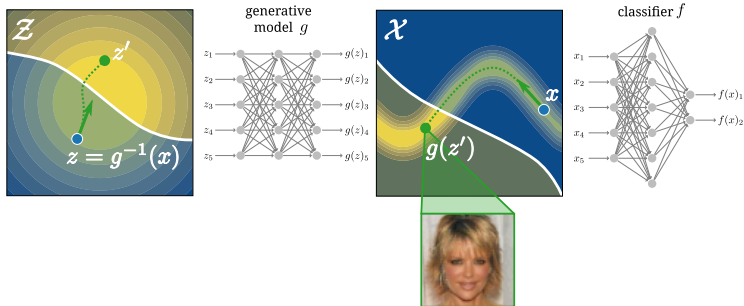 𝒵
z′
z = g⁻¹(x)
generative
model g
z₁
z₂
z₃
z₄
z₅
g(z)₁
g(z)₂
g(z)₃
g(z)₄
g(z)₅
𝒳
x
g(z′)
classifier f
x₁
x₂
x₃
x₄
x₅
f(x)₁
f(x)₂